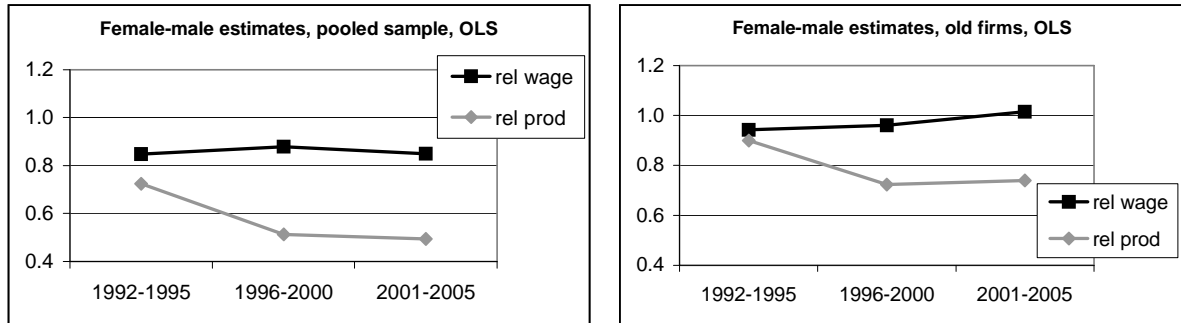 Female-male estimates, pooled sample, OLS
1.2
1.0
0.8
0.6
0.4
rel wage
rel prod
1992-1995 1996-2000 2001-2005
Female-male estimates, old firms, OLS
1.2
1.0
0.8
0.6
0.4
rel wage
rel prod
1992-1995 1996-2000 2001-2005